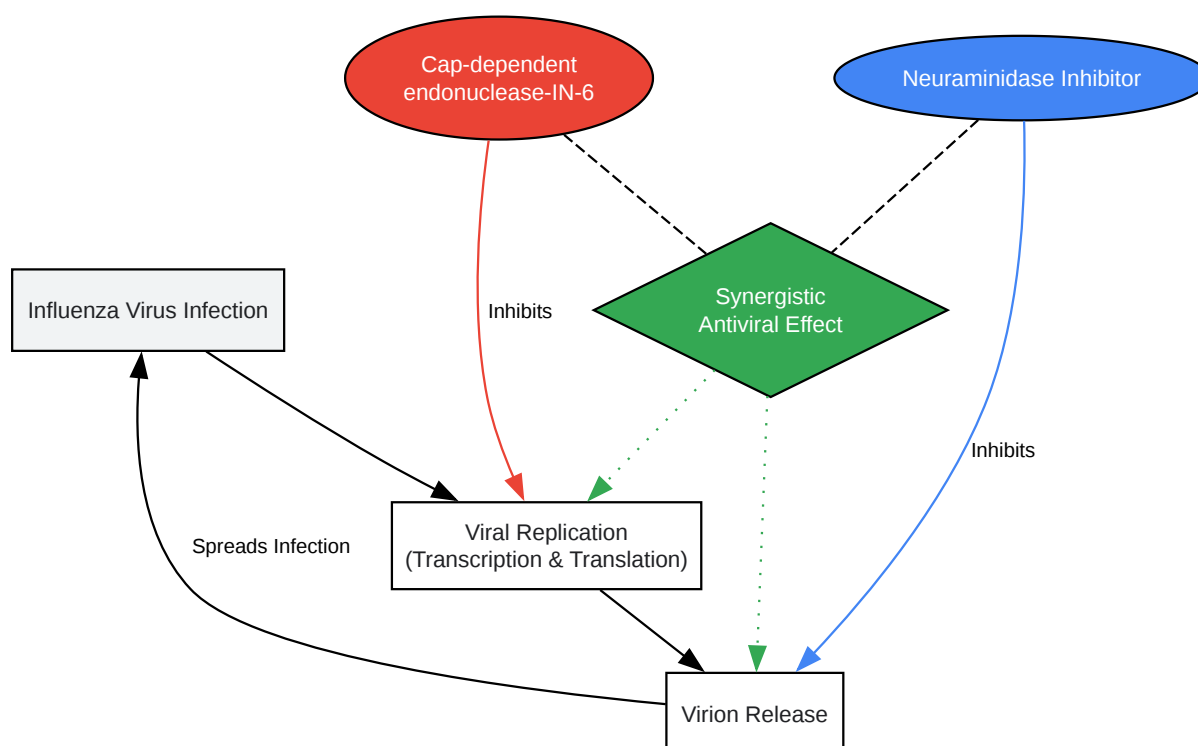 Cap-dependent
endonuclease-IN-6
Neuraminidase Inhibitor
Influenza Virus Infection
Synergistic
Antiviral Effect
Inhibits
Inhibits
Spreads Infection
Viral Replication
(Transcription & Translation)
Virion Release